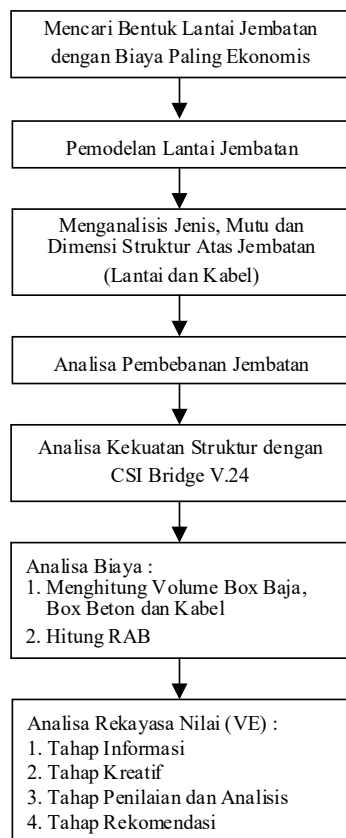 Mencari Bentuk Lantai Jembatan
dengan Biaya Paling Ekonomis
Pemodelan Lantai Jembatan
Menganalisis Jenis, Mutu dan
Dimensi Struktur Atas Jembatan
(Lantai dan Kabel)
Analisa Pembebanan Jembatan
Analisa Kekuatan Struktur dengan
CSI Bridge V.24
Analisa Biaya :
1. Menghitung Volume Box Baja,
Box Beton dan Kabel
2. Hitung RAB
Analisa Rekayasa Nilai (VE) :
1. Tahap Informasi
2. Tahap Kreatif
3. Tahap Penilaian dan Analisis
4. Tahap Rekomendasi